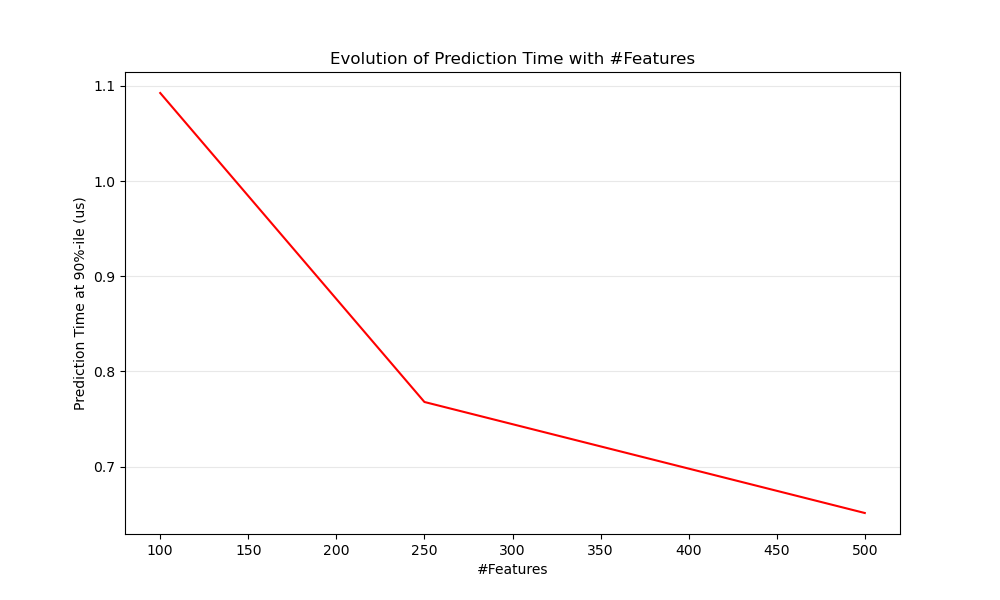 Evolution of Prediction Time with #Features
Prediction Time at 90%-ile (us)
1.1
1.0
0.9
0.8
0.7
100 150 200 250 300 350 400 450 500
#Features